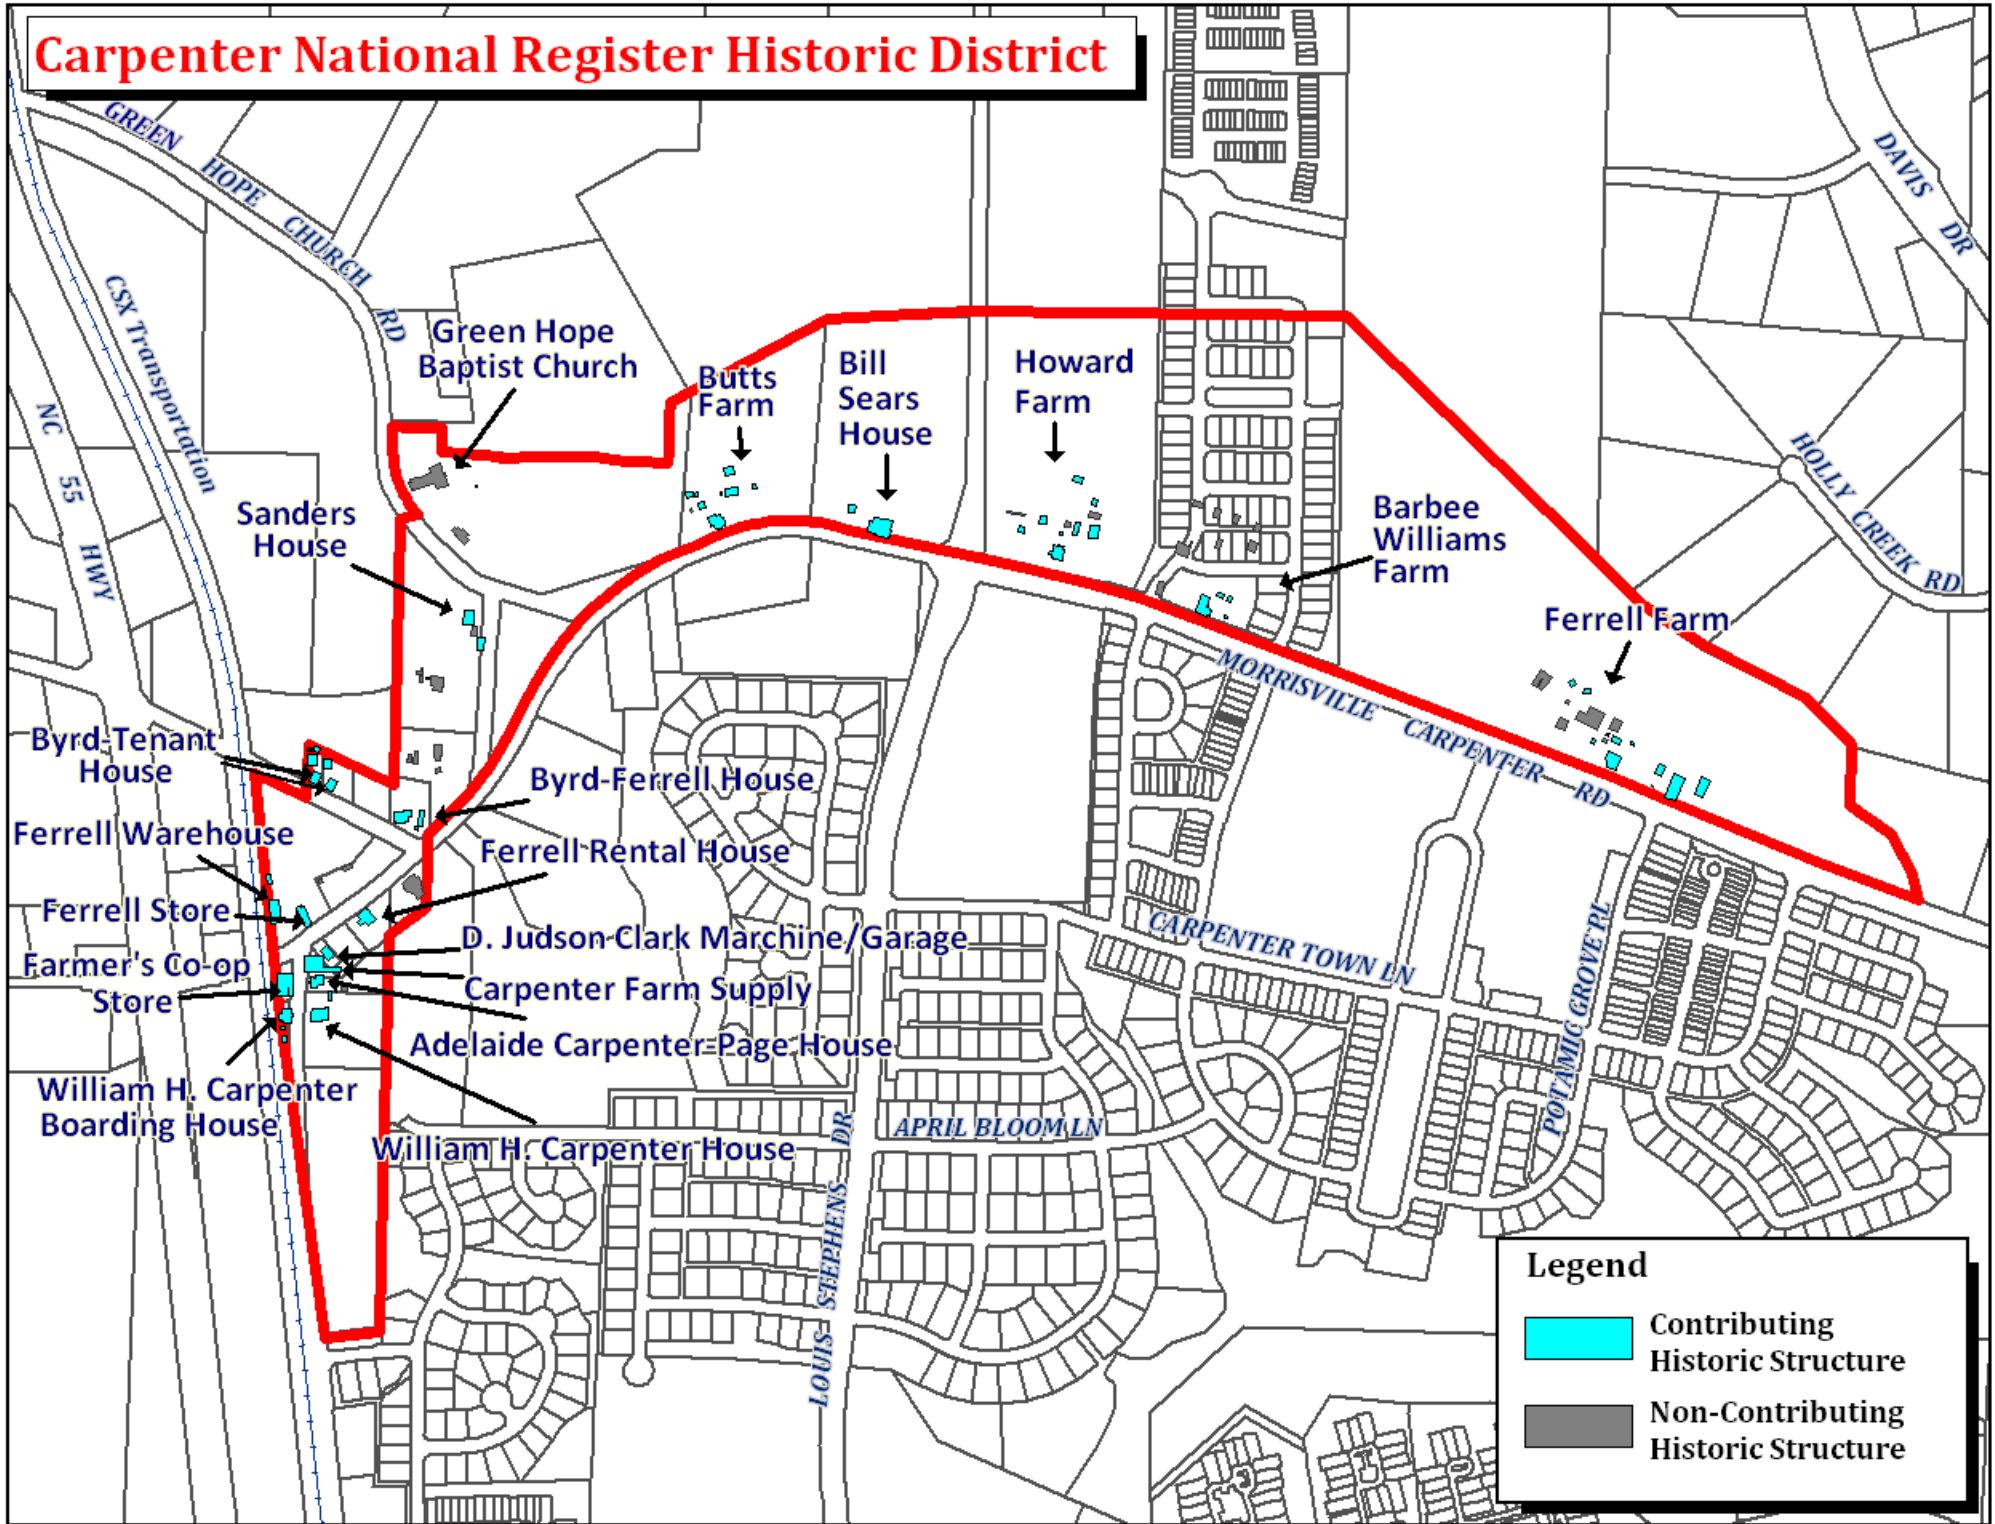 Carpenter National Register Historic District
GREEN HOPE CHURCH RD
DAVIS DR
CSX Transportation
NC 55 HWY
Green Hope
Baptist Church
Butts
Farm
Bill
Sears
House
Howard
Farm
Sanders
House
Barbee
Williams
Farm
HOLLY CREEK RD
Ferrell Farm
MORRISVILLE CARPENTER RD
Byrd-Tenant
House
Byrd-Ferrell House
Ferrell Warehouse
Ferrell Rental House
Ferrell Store
D. Judson Clark Marchine/Garage
Farmer's Co-op
Store
Carpenter Farm Supply
Adelaide Carpenter Page House
William H. Carpenter
Boarding House
William H. Carpenter House
CARPENTER TOWN LN
POTAMIC GROVE PL
APRIL BLOOM LN
LOUIS STEPHENS DR
Legend
Contributing
Historic Structure
Non-Contributing
Historic Structure